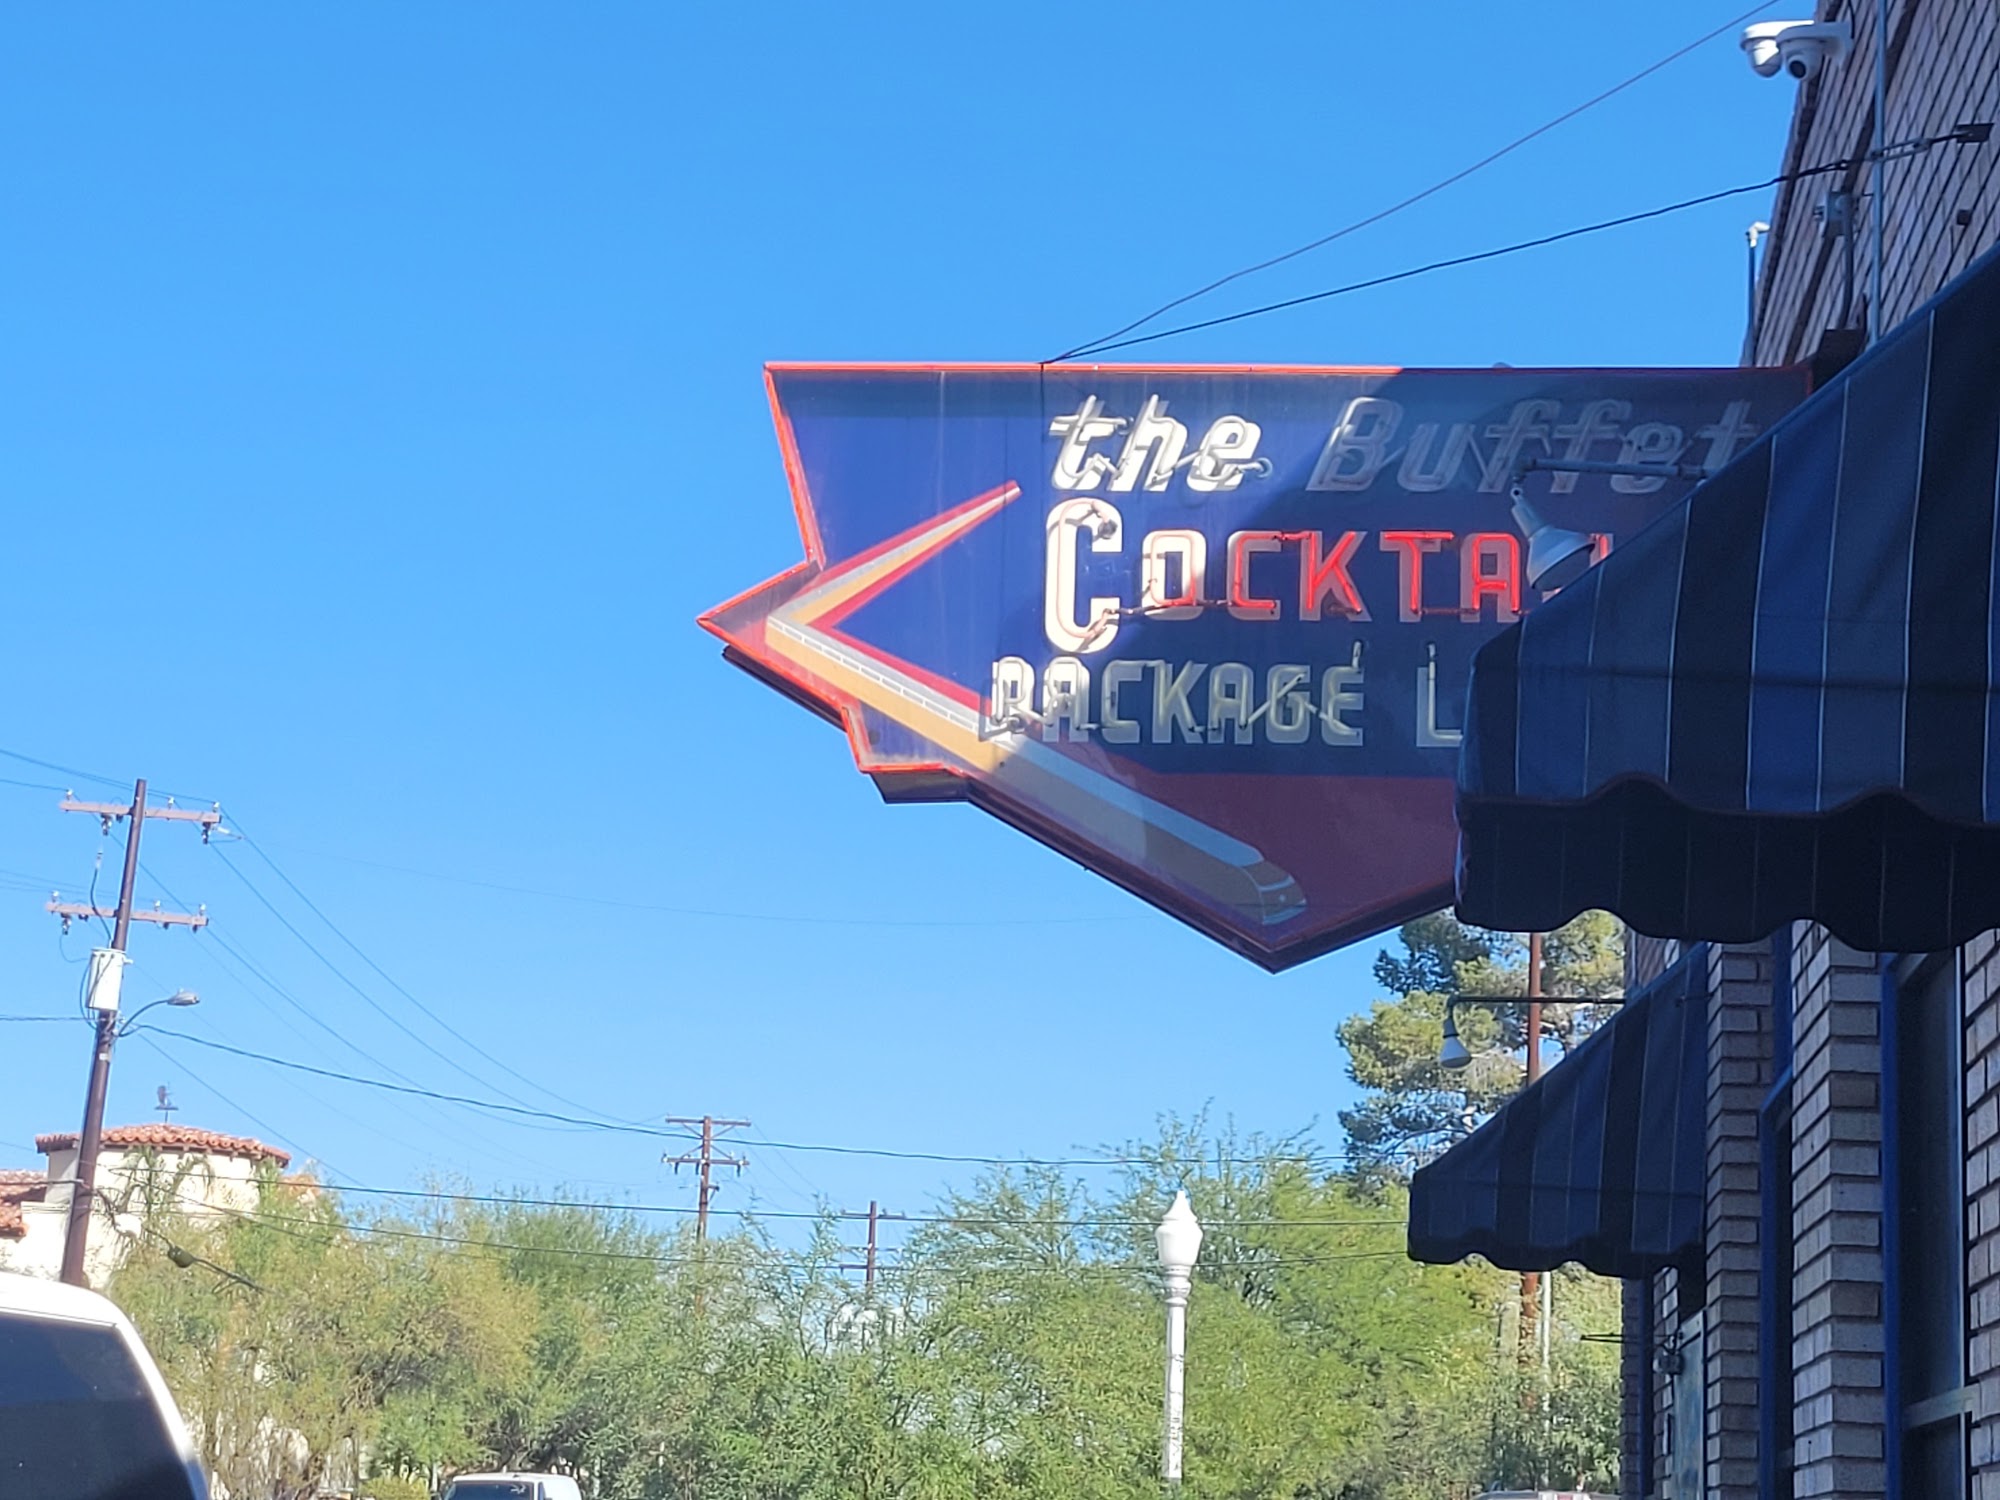 the Buffet
COCKTA
PACKAGE L